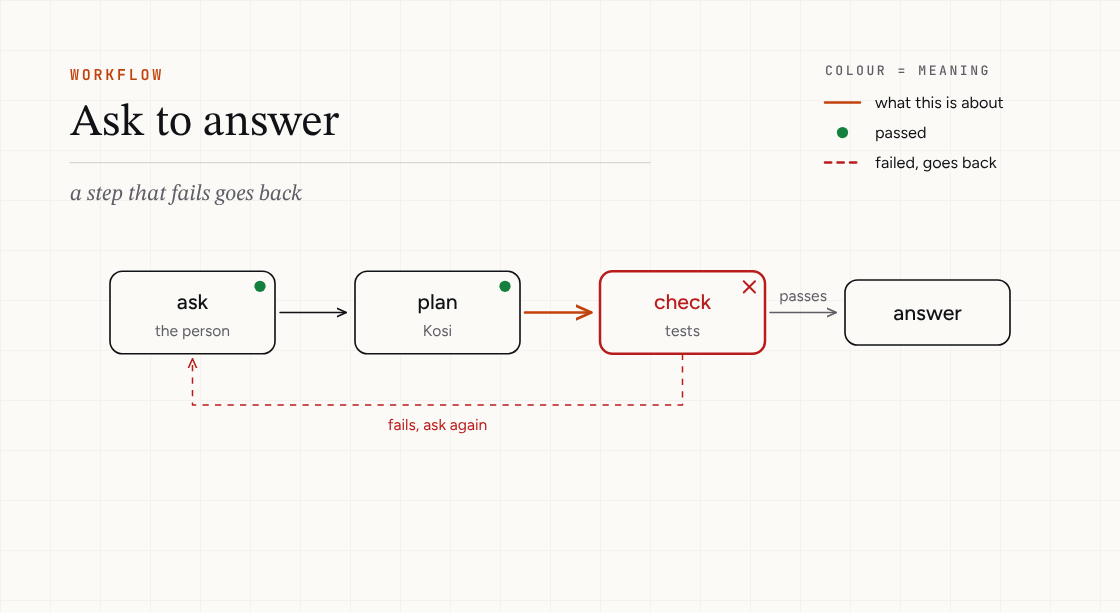 WORKFLOW
Ask to answer
a step that fails goes back
COLOUR = MEANING
what this is about
passed
failed, goes back
ask
the person
plan
Kosi
check
tests
passes
answer
fails, ask again